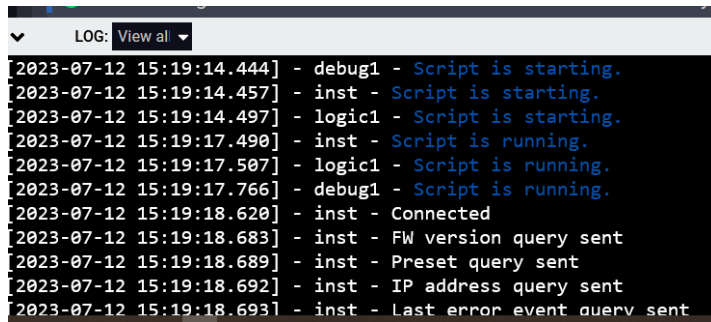 LOG: View all
[2023-07-12 15:19:14.444] - debug1 - Script is starting.
[2023-07-12 15:19:14.457] - inst - Script is starting.
[2023-07-12 15:19:14.497] - logic1 - Script is starting.
[2023-07-12 15:19:17.490] - inst - Script is running.
[2023-07-12 15:19:17.507] - logic1 - Script is running.
[2023-07-12 15:19:17.766] - debug1 - Script is running.
[2023-07-12 15:19:18.620] - inst - Connected
[2023-07-12 15:19:18.683] - inst - FW version query sent
[2023-07-12 15:19:18.689] - inst - Preset query sent
[2023-07-12 15:19:18.692] - inst - IP address query sent
[2023-07-12 15:19:18.693] - inst - Last error event query sent